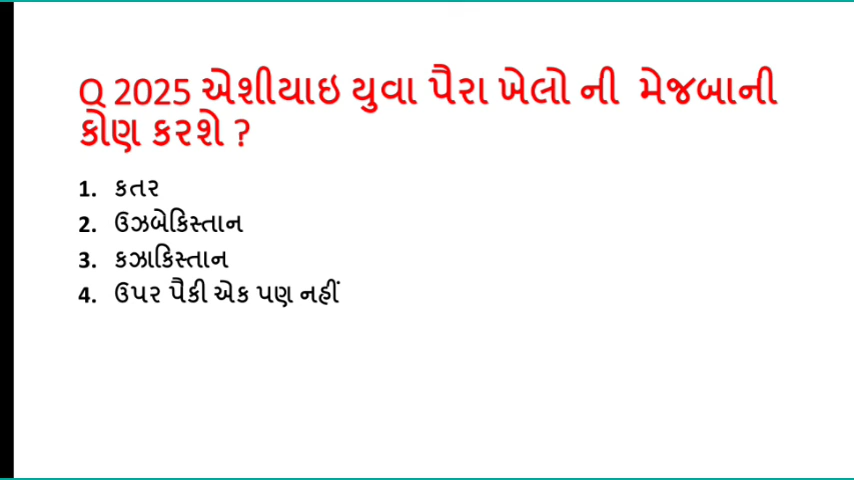 Q 2025 એશીયાઇ યુવા પૈરા ખેલો ની મેજબાની
કોણ કરશે ?
1. કતર
2. ઉઝબેકિસ્તાન
3. કઝાકિસ્તાન
4. ઉપર પૈકી એક પણ નહીં